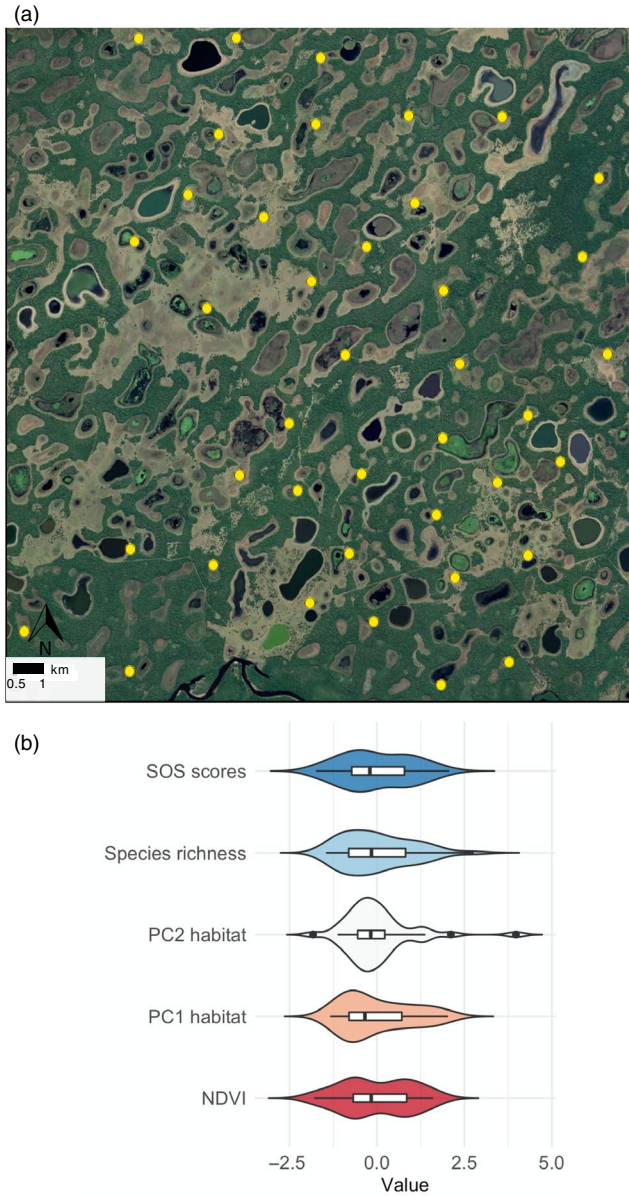 (a)
N
km
0.5 1
(b)
SOS scores
Species richness
PC2 habitat
PC1 habitat
NDVI
−2.5 0.0 2.5 5.0
Value